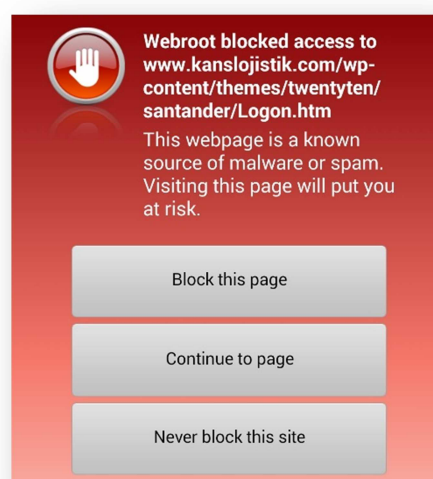 Webroot blocked access to
www.kanslojistik.com/wp-
content/themes/twentyten/
santander/Logon.htm
This webpage is a known
source of malware or spam.
Visiting this page will put you
at risk.
Block this page
Continue to page
Never block this site